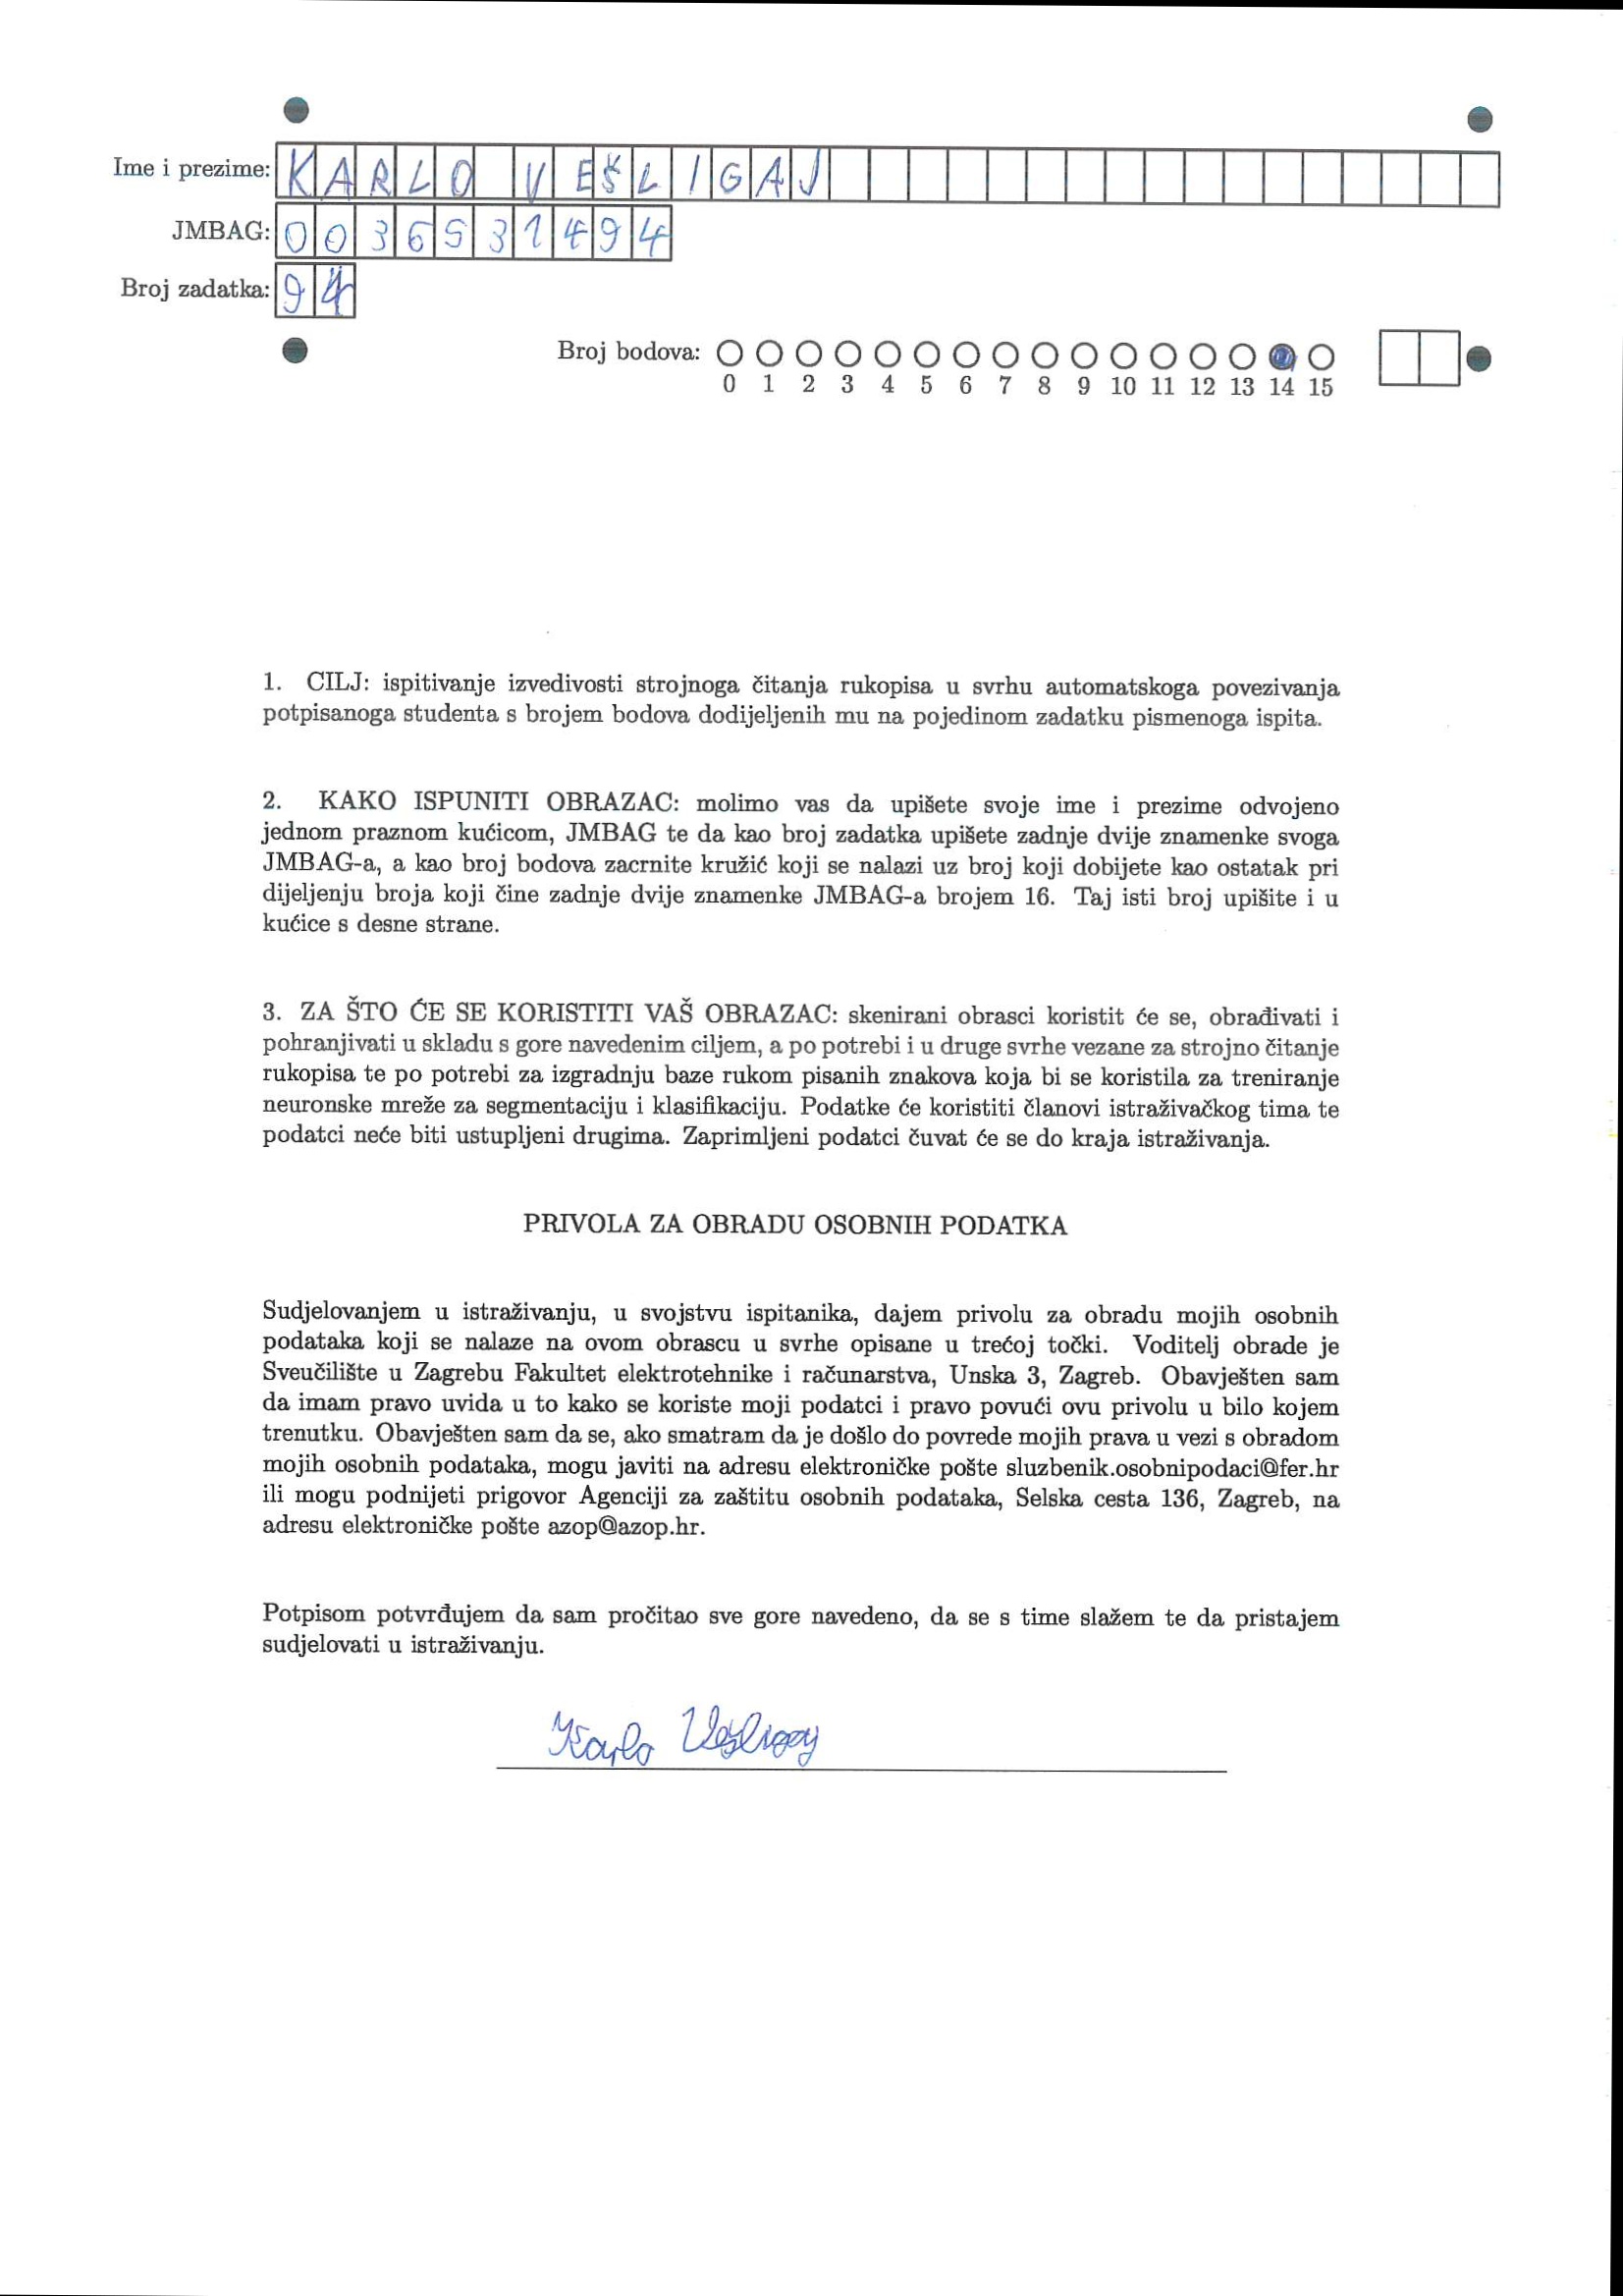 Ime i prezime: KARLO VEŠLIGAJ
JMBAG: 0036531494
Broj zadatka: 94
Broj bodova:
0 1 2 3 4 5 6 7 8 9 10 11 12 13 14 15
1. CILJ: ispitivanje izvedivosti strojnoga čitanja rukopisa u svrhu automatskoga povezivanja
potpisanoga studenta s brojem bodova dodijeljenih mu na pojedinom zadatku pismenoga ispita.
2. KAKO ISPUNITI OBRAZAC: molimo vas da upišete svoje ime i prezime odvojeno
jednom praznom kućicom, JMBAG te da kao broj zadatka upišete zadnje dvije znamenke svoga
JMBAG-a, a kao broj bodova zacrnite kružić koji se nalazi uz broj koji dobijete kao ostatak pri
dijeljenju broja koji čine zadnje dvije znamenke JMBAG-a brojem 16. Taj isti broj upišite i u
kućice s desne strane.
3. ZA ŠTO ĆE SE KORISTITI VAŠ OBRAZAC: skenirani obrasci koristit će se, obrađivati i
pohranjivati u skladu s gore navedenim ciljem, a po potrebi i u druge svrhe vezane za strojno čitanje
rukopisa te po potrebi za izgradnju baze rukom pisanih znakova koja bi se koristila za treniranje
neuronske mreže za segmentaciju i klasifikaciju. Podatke će koristiti članovi istraživačkog tima te
podatci neće biti ustupljeni drugima. Zaprimljeni podatci čuvat će se do kraja istraživanja.
PRIVOLA ZA OBRADU OSOBNIH PODATKA
Sudjelovanjem u istraživanju, u svojstvu ispitanika, dajem privolu za obradu mojih osobnih
podataka koji se nalaze na ovom obrascu u svrhe opisane u trećoj točki. Voditelj obrade je
Sveučilište u Zagrebu Fakultet elektrotehnike i računarstva, Unska 3, Zagreb. Obavješten sam
da imam pravo uvida u to kako se koriste moji podatci i pravo povući ovu privolu u bilo kojem
trenutku. Obavješten sam da se, ako smatram da je došlo do povrede mojih prava u vezi s obradom
mojih osobnih podataka, mogu javiti na adresu elektroničke pošte sluzbenik.osobnipodaci@fer.hr
ili mogu podnijeti prigovor Agenciji za zaštitu osobnih podataka, Selska cesta 136, Zagreb, na
adresu elektroničke pošte azop@azop.hr.
Potpisom potvrđujem da sam pročitao sve gore navedeno, da se s time slažem te da pristajem
sudjelovati u istraživanju.
Karlo Vešligaj